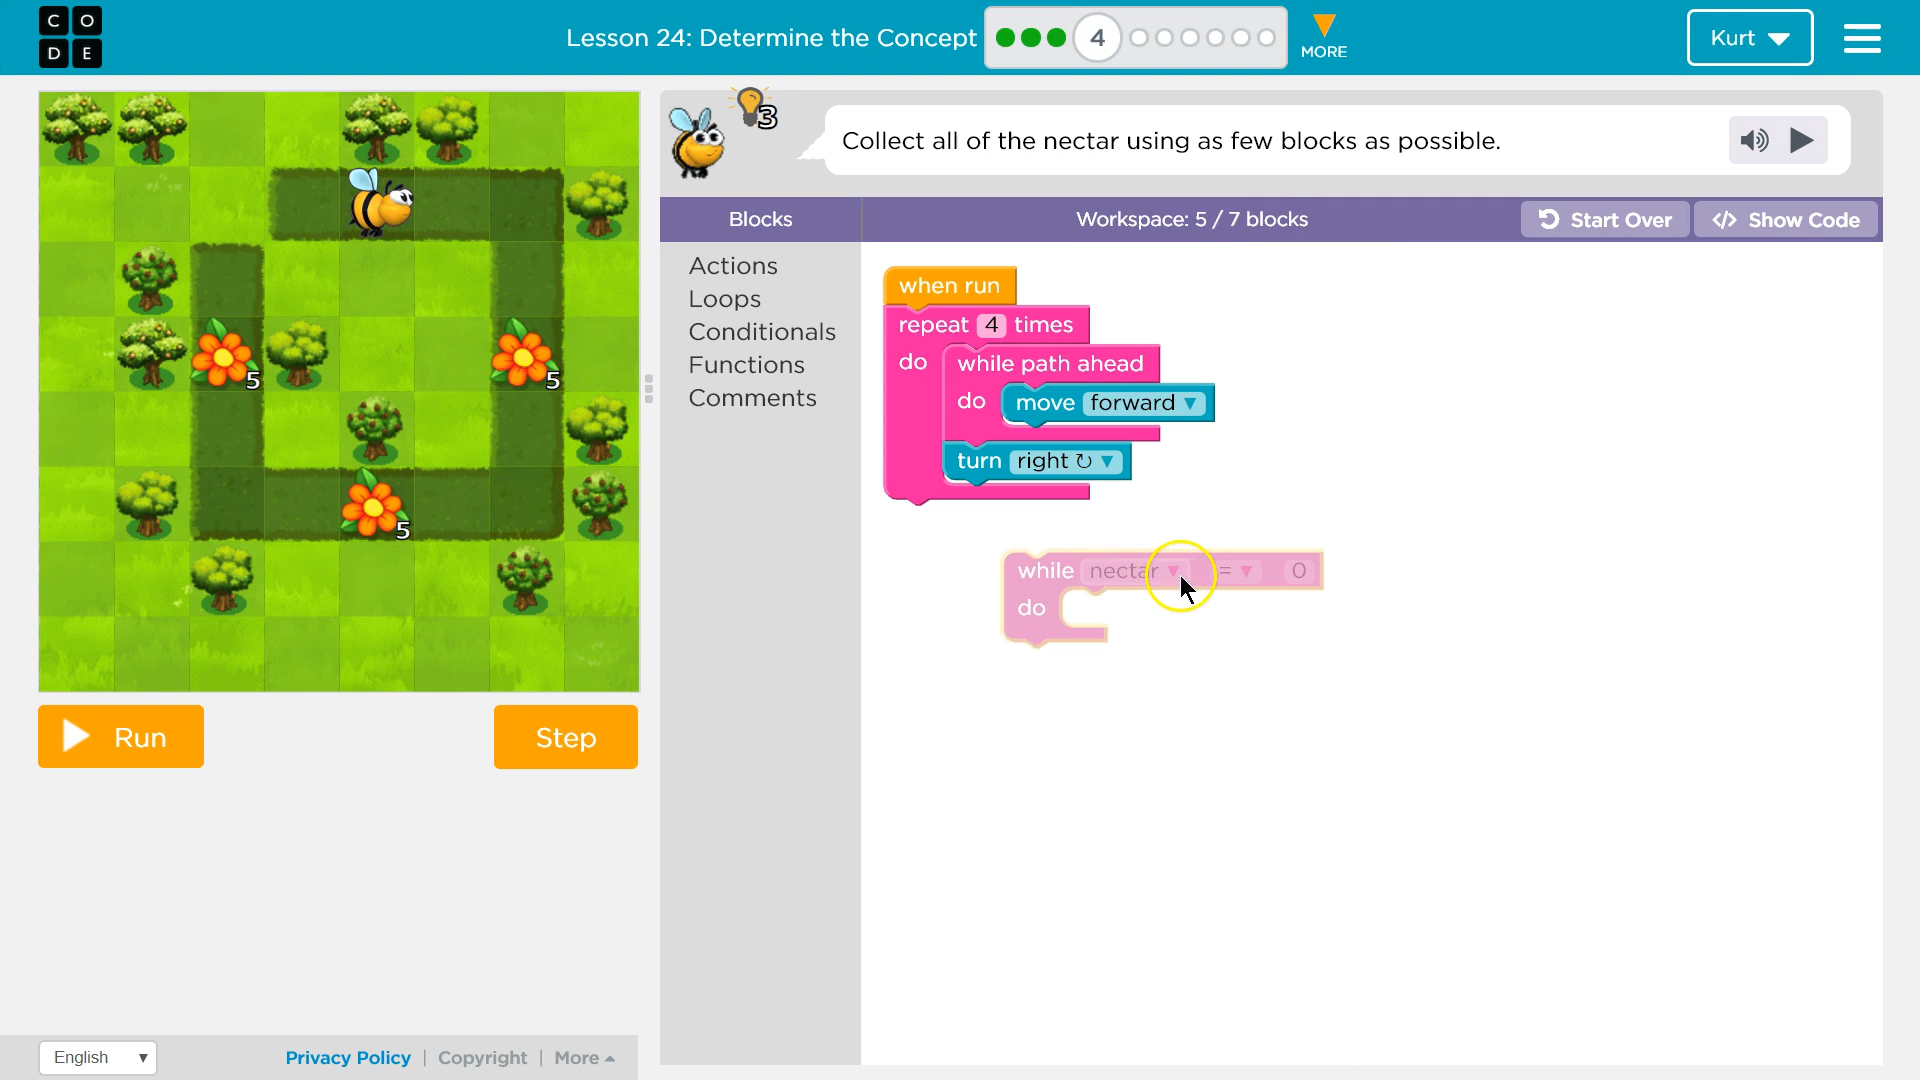 CODE
Lesson 24: Determine the Concept
4
MORE
Kurt
3
Collect all of the nectar using as few blocks as possible.
Blocks
Workspace: 5 / 7 blocks
Start Over
</> Show Code
Actions
Loops
Conditionals
Functions
Comments
when run
repeat 4 times
do
while path ahead
do
move forward
turn right
while nectar = 0
do
5
5
5
Run
Step
English
Privacy Policy | Copyright | More